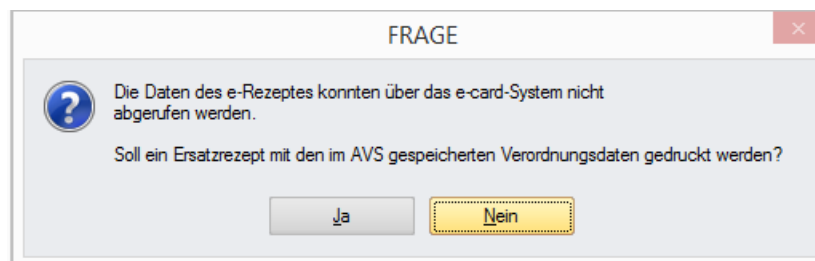 FRAGE
Die Daten des e-Rezeptes konnten über das e-card-System nicht
abgerufen werden.
Soll ein Ersatzrezept mit den im AVS gespeicherten Verordnungsdaten gedruckt werden?
Ja
Nein